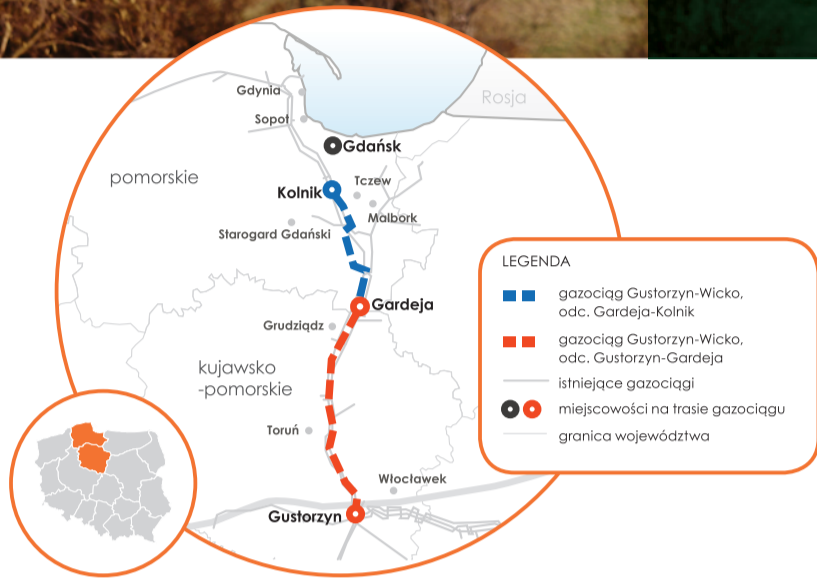 Gdynia
Rosja
Sopot
Gdańsk
pomorskie
Tczew
Kolnik
Malbork
Starogard Gdański
Gardeja
Grudziądz
kujawsko
-pomorskie
Toruń
Włocławek
Gustorzyn
LEGENDA
gazociąg Gustorzyn-Wicko,
odc. Gardeja-Kolnik
gazociąg Gustorzyn-Wicko,
odc. Gustorzyn-Gardeja
istniejące gazociągi
miejscowości na trasie gazociągu
granica województwa